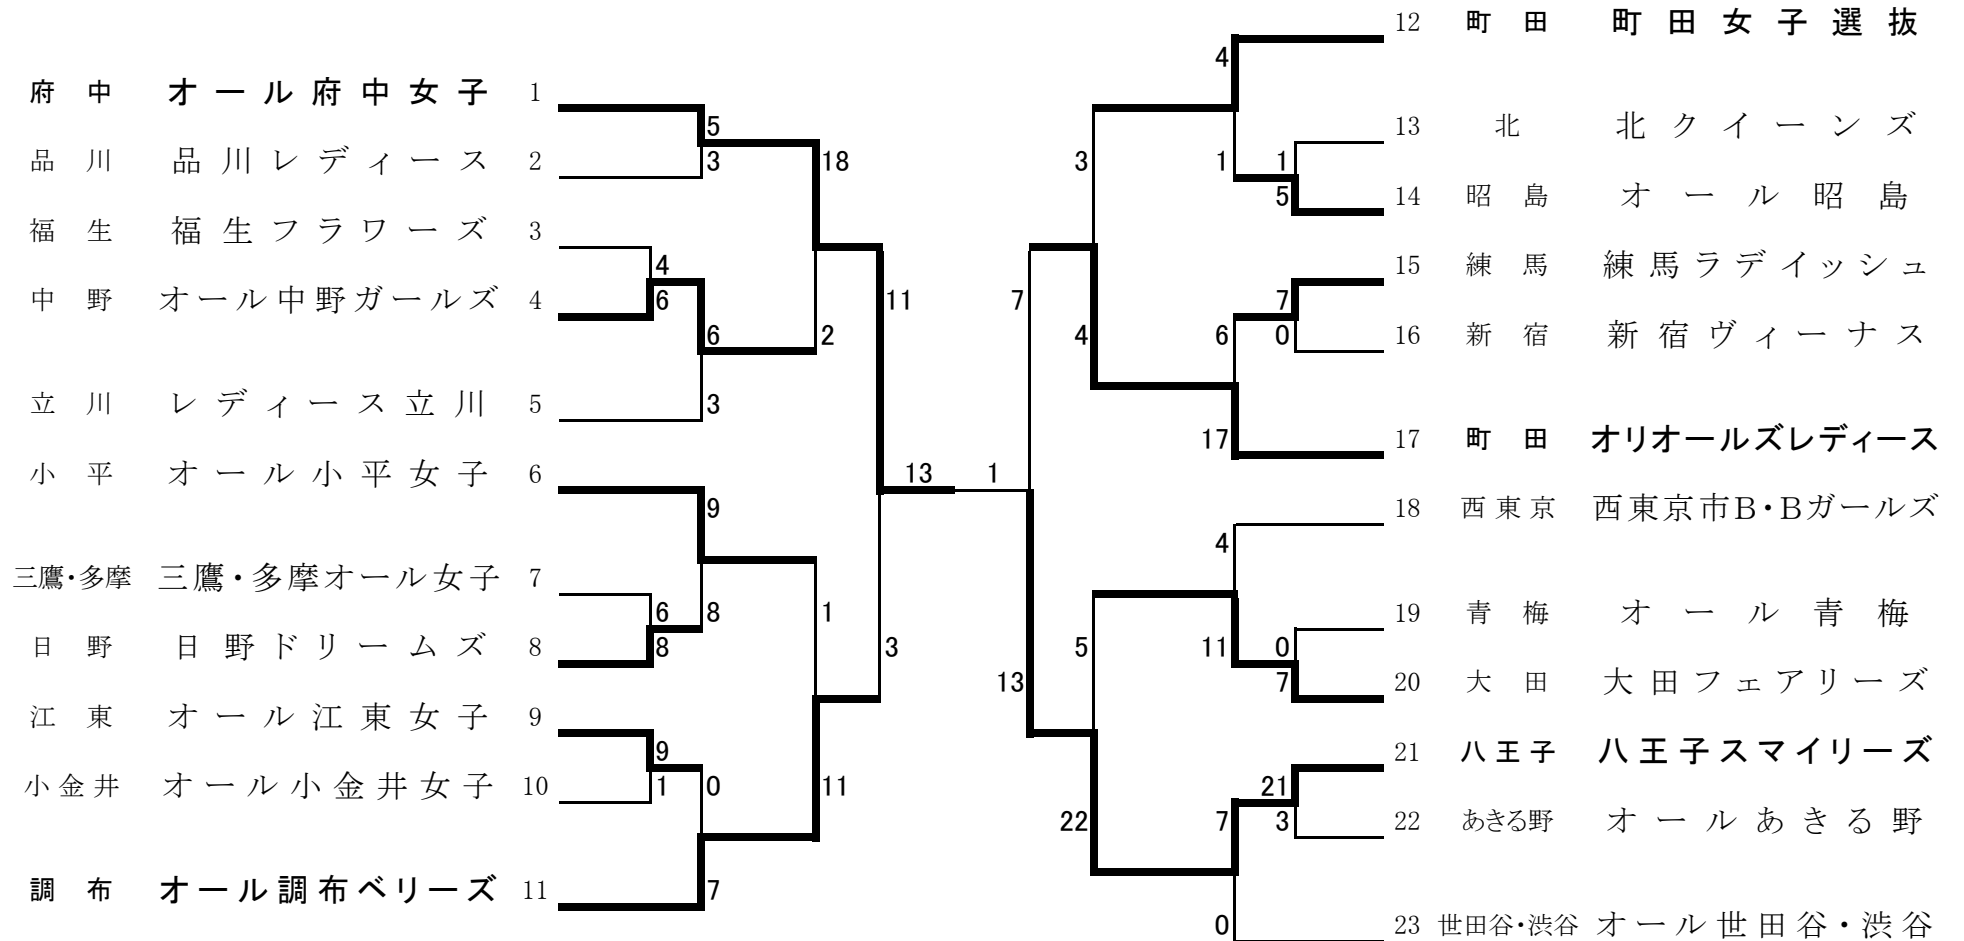 府中 オール府中女子 1
品川 品川レディース 2
福生 福生フラワーズ 3
中野 オール中野ガールズ 4
立川 レディース立川 5
小平 オール小平女子 6
三鷹・多摩 三鷹・多摩オール女子 7
日野 日野ドリームズ 8
江東 オール江東女子 9
小金井 オール小金井女子 10
調布 オール調布ベリーズ 11
5
3
4
6
6
3
9
6
8
8
9
1
0
7
18
2
1
11
11
3
13
1
7
13
3
4
5
22
4
1
1
5
7
0
6
17
4
11
0
7
21
3
7
0
12 町田 町田女子選抜
13 北 北クイーンズ
14 昭島 オール昭島
15 練馬 練馬ラデイッシュ
16 新宿 新宿ヴィーナス
17 町田 オリオールズレディース
18 西東京 西東京市B・Bガールズ
19 青梅 オール青梅
20 大田 大田フェアリーズ
21 八王子 八王子スマイリーズ
22 あきる野 オールあきる野
23 世田谷・渋谷 オール世田谷・渋谷